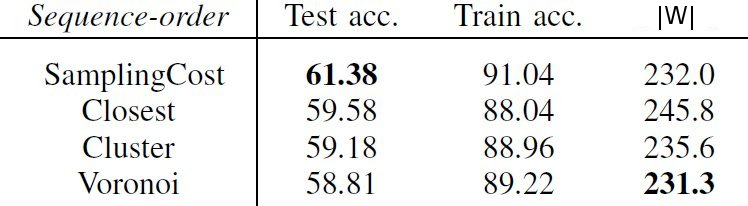 Sequence-order Test acc. Train acc. |W|
SamplingCost 61.38 91.04 232.0
Closest 59.58 88.04 245.8
Cluster 59.18 88.96 235.6
Voronoi 58.81 89.22 231.3